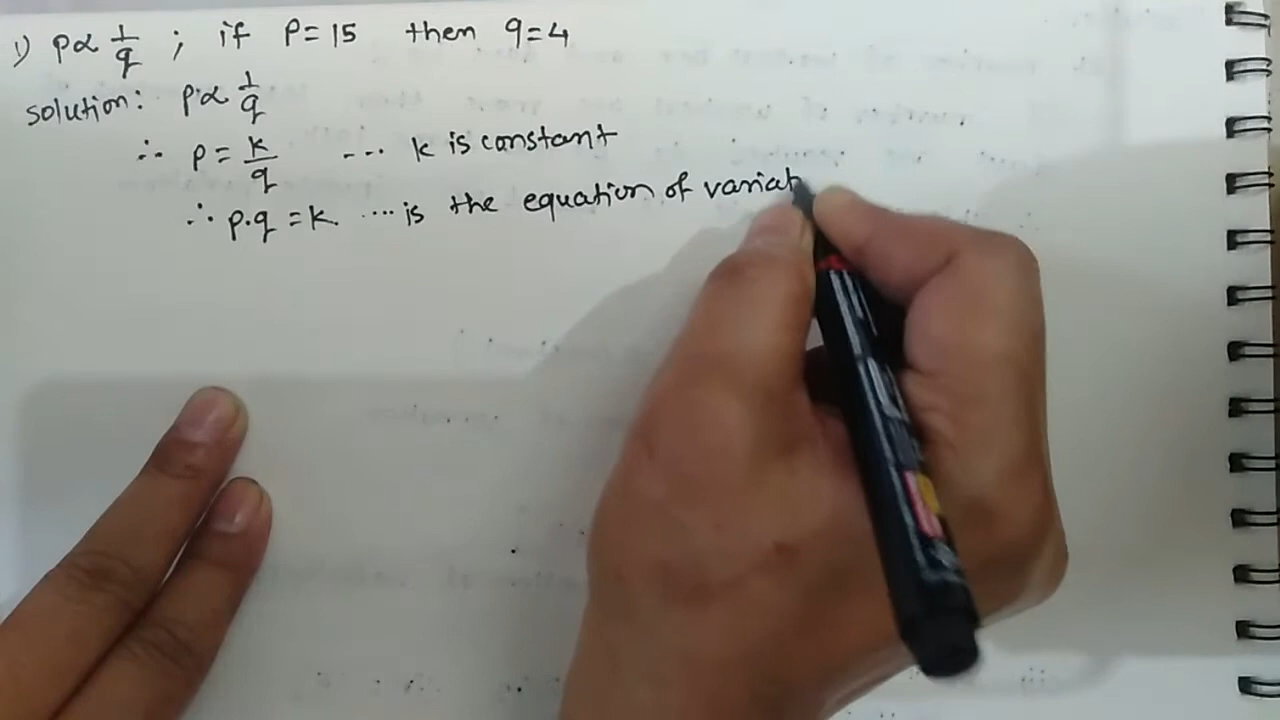 1) p∝ 1/q ; if P=15 then q=4
solution: p∝ 1/q
∴ p = k/q --- k is constant
∴ p.q = k. .... is the equation of variat